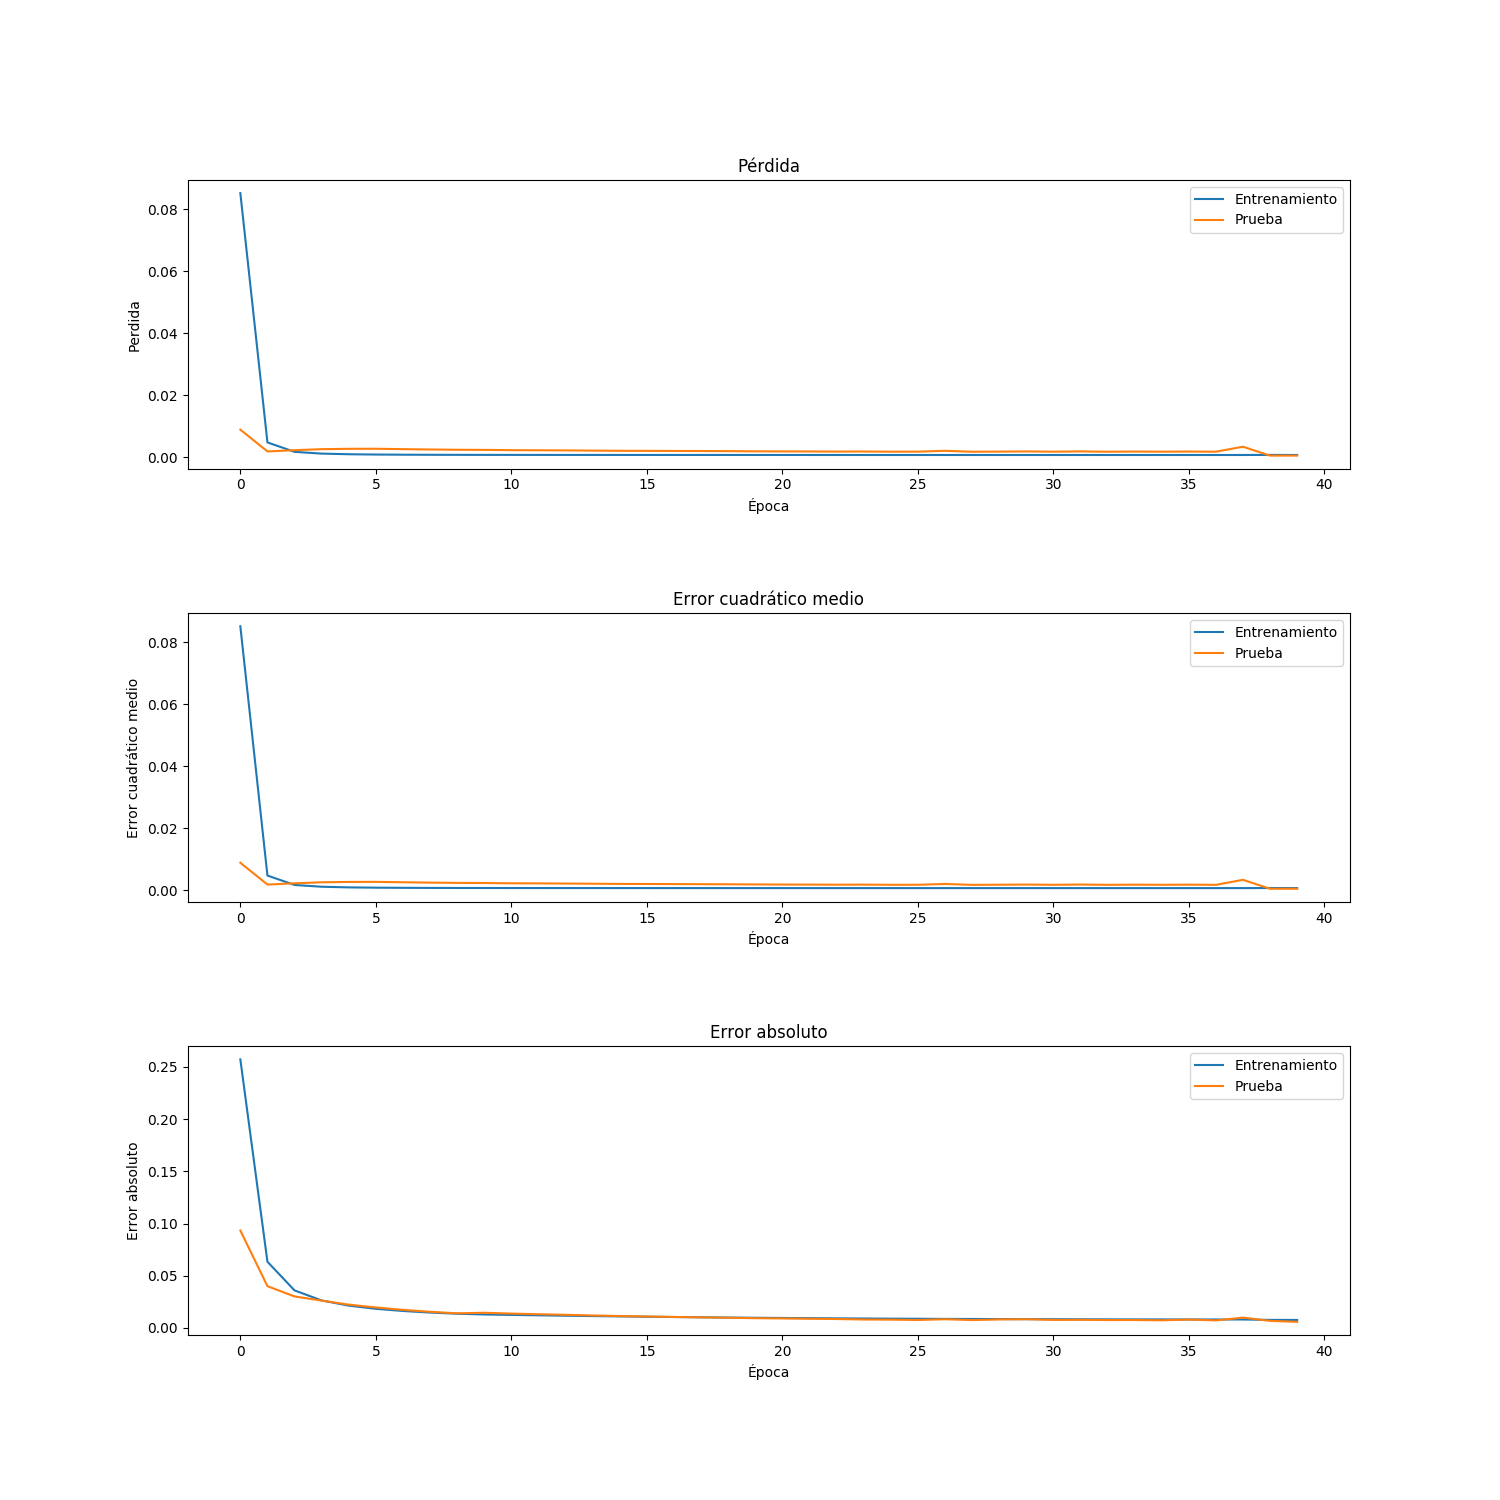 Pérdida
Perdida
0.08
0.06
0.04
0.02
0.00
Entrenamiento
Prueba
0 5 10 15 20 25 30 35 40
Época
Error cuadrático medio
Error cuadrático medio
0.08
0.06
0.04
0.02
0.00
Entrenamiento
Prueba
0 5 10 15 20 25 30 35 40
Época
Error absoluto
Error absoluto
0.25
0.20
0.15
0.10
0.05
0.00
Entrenamiento
Prueba
0 5 10 15 20 25 30 35 40
Época